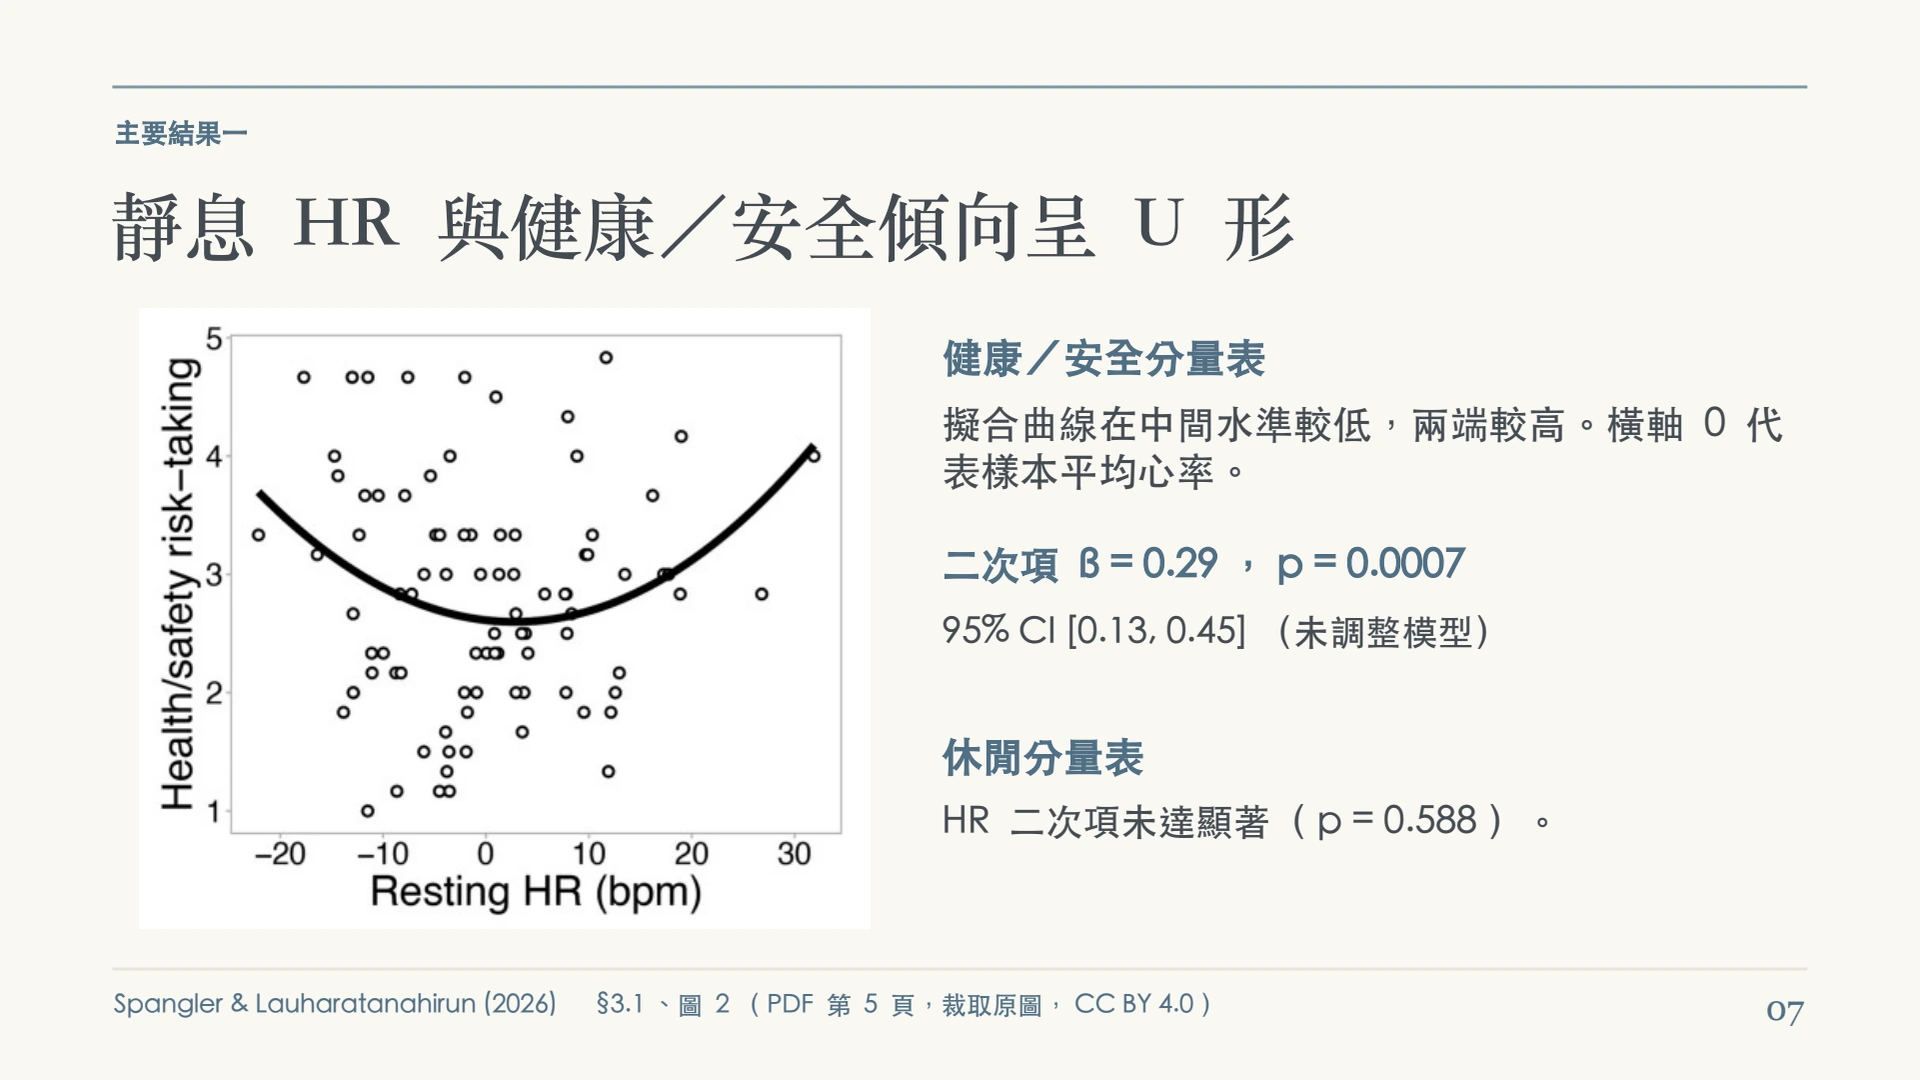 主要結果一
靜息 HR 與健康／安全傾向呈 U 形
健康／安全分量表
擬合曲線在中間水準較低，兩端較高。橫軸 0 代
表樣本平均心率。
二次項 ß = 0.29 ， p = 0.0007
95% CI [0.13, 0.45] （未調整模型）
休閒分量表
HR 二次項未達顯著（ p = 0.588 ） 。
Health/safety risk–taking
5
4
3
2
1
–20 –10 0 10 20 30
Resting HR (bpm)
Spangler & Lauharatanahirun (2026) §3.1 、圖 2 （ PDF 第 5 頁，裁取原圖， CC BY 4.0 ）
07